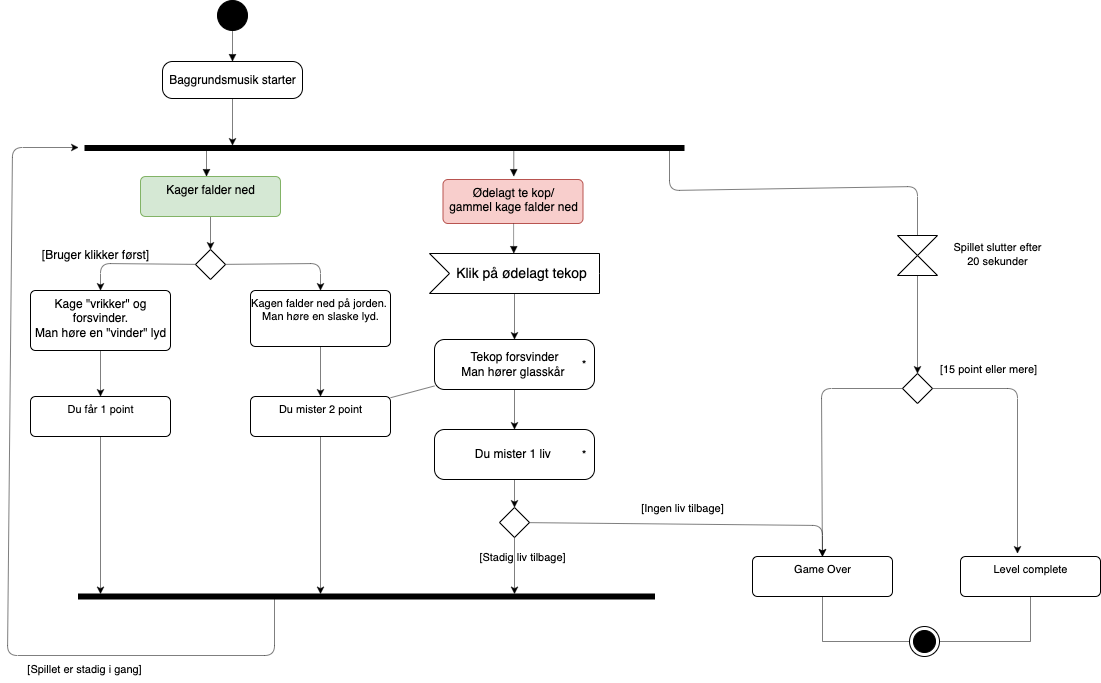 Baggrundsmusik starter
Kager falder ned
Ødelagt te kop/
gammel kage falder ned
[Bruger klikker først]
Spillet slutter efter
20 sekunder
Klik på ødelagt tekop
Kage "vrikker" og
forsvinder.
Man høre en "vinder" lyd
Kagen falder ned på jorden.
Man høre en slaske lyd.
Tekop forsvinder
Man hører glasskår
*
[15 point eller mere]
Du får 1 point
Du mister 2 point
Du mister 1 liv
*
[Ingen liv tilbage]
[Stadig liv tilbage]
Game Over
Level complete
[Spillet er stadig i gang]